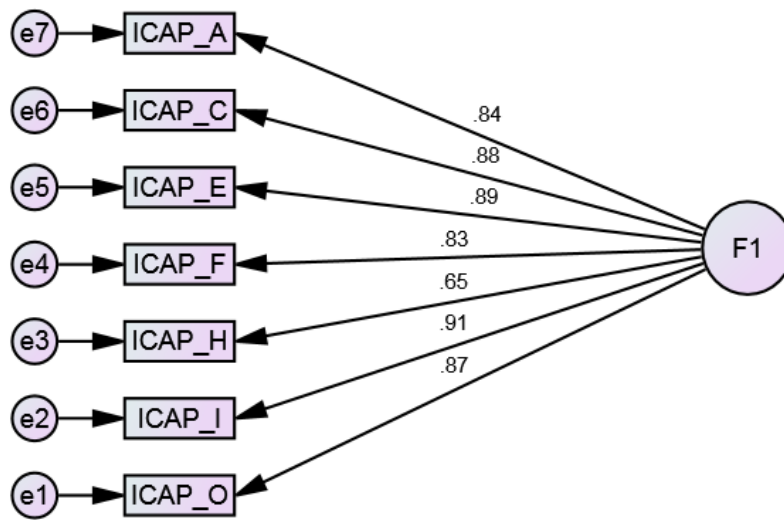 e7 ICAP_A
.84
e6 ICAP_C
.88
e5 ICAP_E
.89
e4 ICAP_F
.83
F1
e3 ICAP_H
.65
e2 ICAP_I
.91
e1 ICAP_O
.87